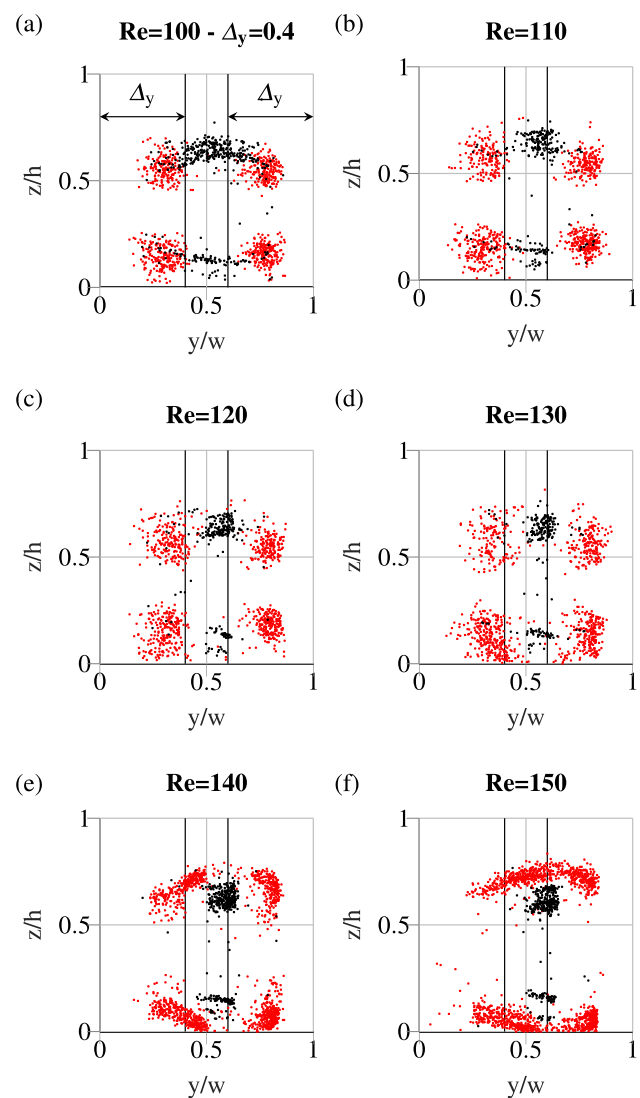 (a) Re=100 - Δy=0.4
(b) Re=110
1
Δy Δy
z/h
0.5
0
0 0.5 1
y/w
1
z/h
0.5
0
0 0.5 1
y/w
(c) Re=120
(d) Re=130
1
z/h
0.5
0
0 0.5 1
y/w
1
z/h
0.5
0
0 0.5 1
y/w
(e) Re=140
(f) Re=150
1
z/h
0.5
0
0 0.5 1
y/w
1
z/h
0.5
0
0 0.5 1
y/w